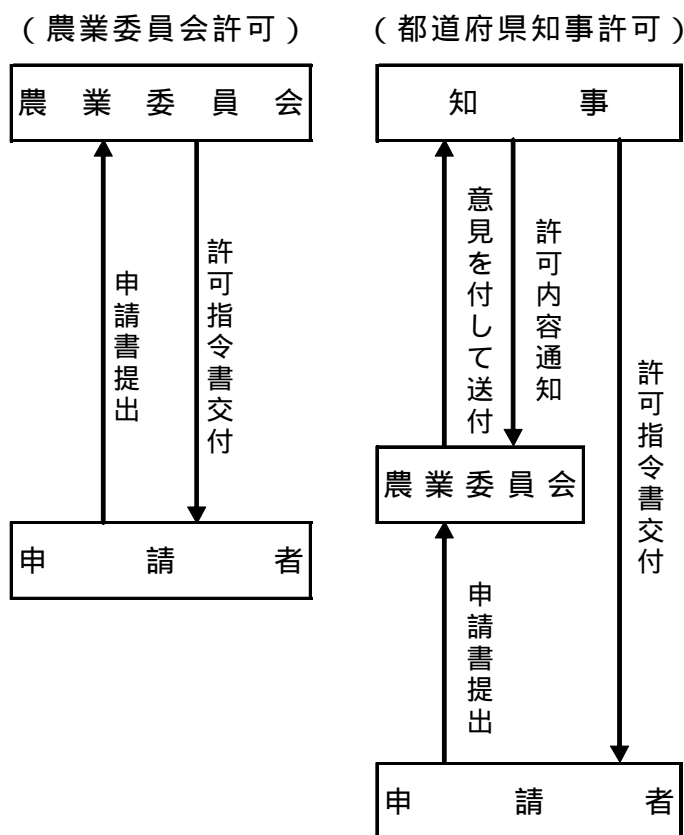 （農業委員会許可）
農業委員会
申請書提出
許可指令書交付
申請者
（都道府県知事許可）
知事
意見を付して送付
許可内容通知
許可指令書交付
農業委員会
申請書提出
申請者